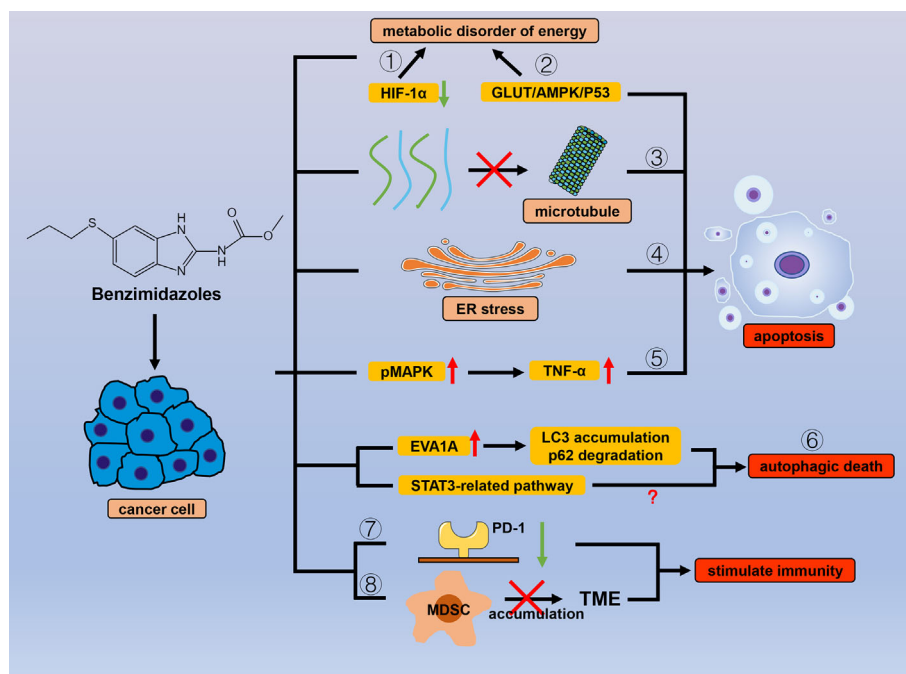 metabolic disorder of energy
① ②
HIF-1α GLUT/AMPK/P53
③
microtubule
S H N O O N N H
Benzimidazoles
④
ER stress
apoptosis
⑤
pMAPK TNF-α
cancer cell
⑥
EVA1A LC3 accumulation
p62 degradation
autophagic death
STAT3-related pathway
?
⑦ PD-1
stimulate immunity
⑧ MDSC TME
accumulation